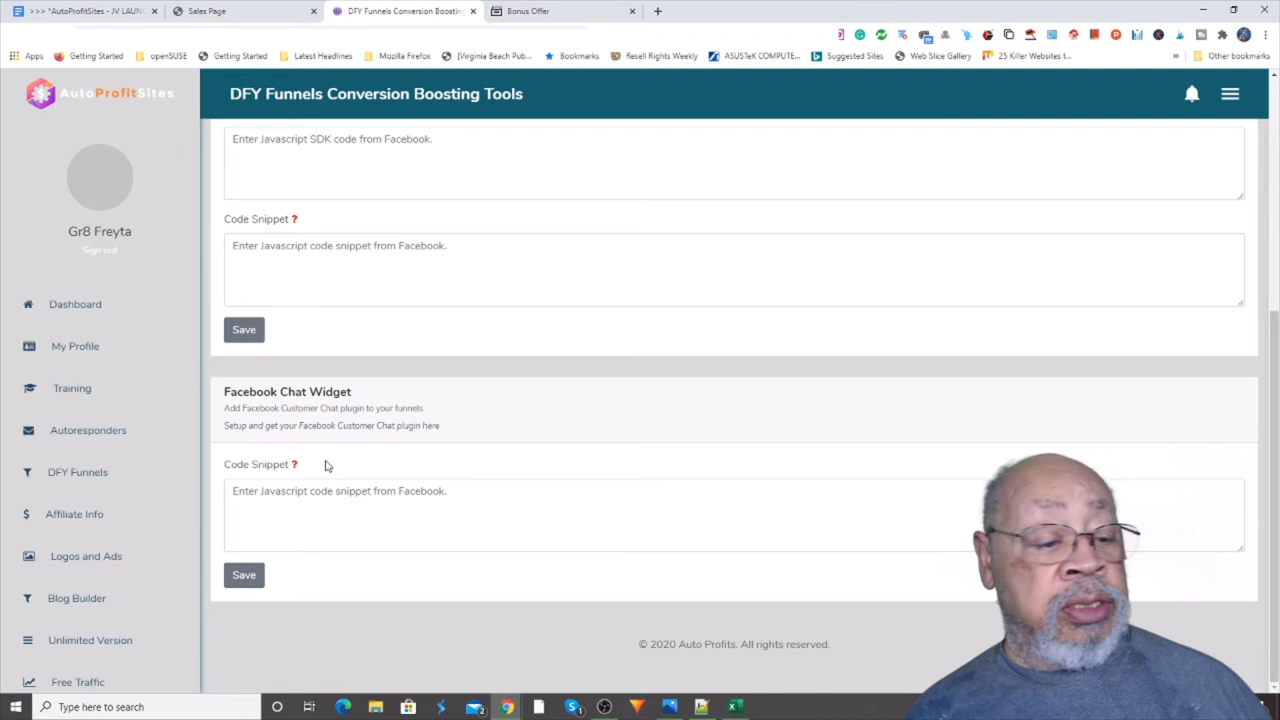 >>> *AutoProfitSites - JV LAUN
Sales Page
DFY Funnels Conversion Boosting
Bonus Offer
Apps
Getting Started
openSUSE
Getting Started
Latest Headlines
Mozilla Firefox
[Virginia Beach Pub...
Bookmarks
Resell Rights Weekly
ASUSTeK COMPUTE...
Suggested Sites
Web Slice Gallery
25 Killer Websites t...
»
Other bookmarks
AutoProfitSites
DFY Funnels Conversion Boosting Tools
Gr8 Freyta
Sign out
Dashboard
My Profile
Training
Autoresponders
DFY Funnels
Affiliate Info
Logos and Ads
Blog Builder
Unlimited Version
Free Traffic
Enter Javascript SDK code from Facebook.
Code Snippet ?
Enter Javascript code snippet from Facebook.
Save
Facebook Chat Widget
Add Facebook Customer Chat plugin to your funnels
Setup and get your Facebook Customer Chat plugin here
Code Snippet ?
Enter Javascript code snippet from Facebook.
Save
© 2020 Auto Profits. All rights reserved.
Type here to search